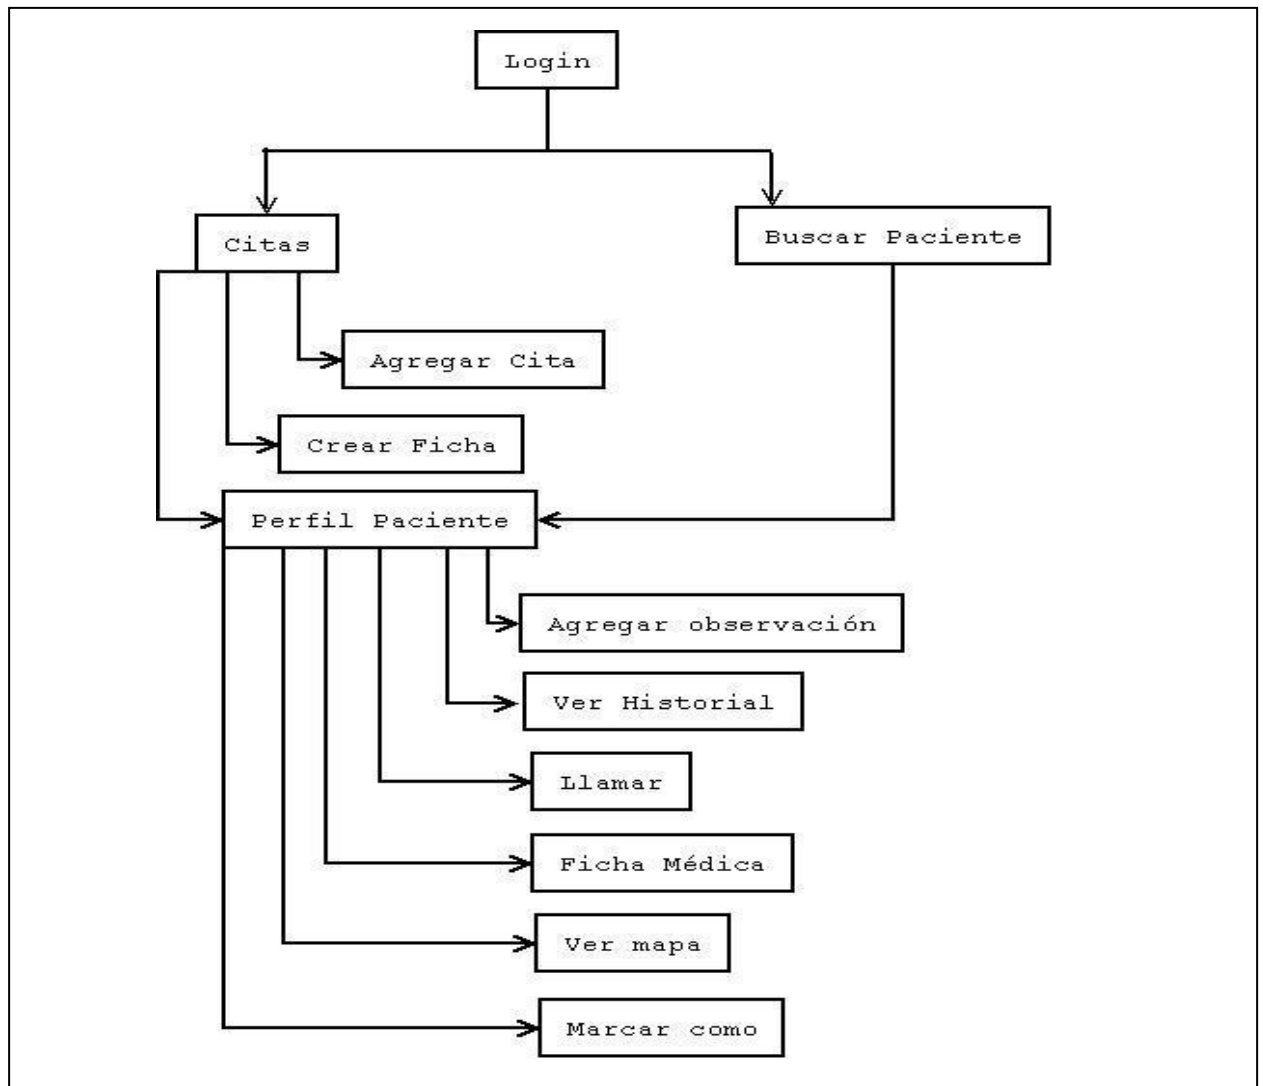 Login
Citas
Buscar Paciente
Agregar Cita
Crear Ficha
Perfil Paciente
Agregar observación
Ver Historial
Llamar
Ficha Médica
Ver mapa
Marcar como